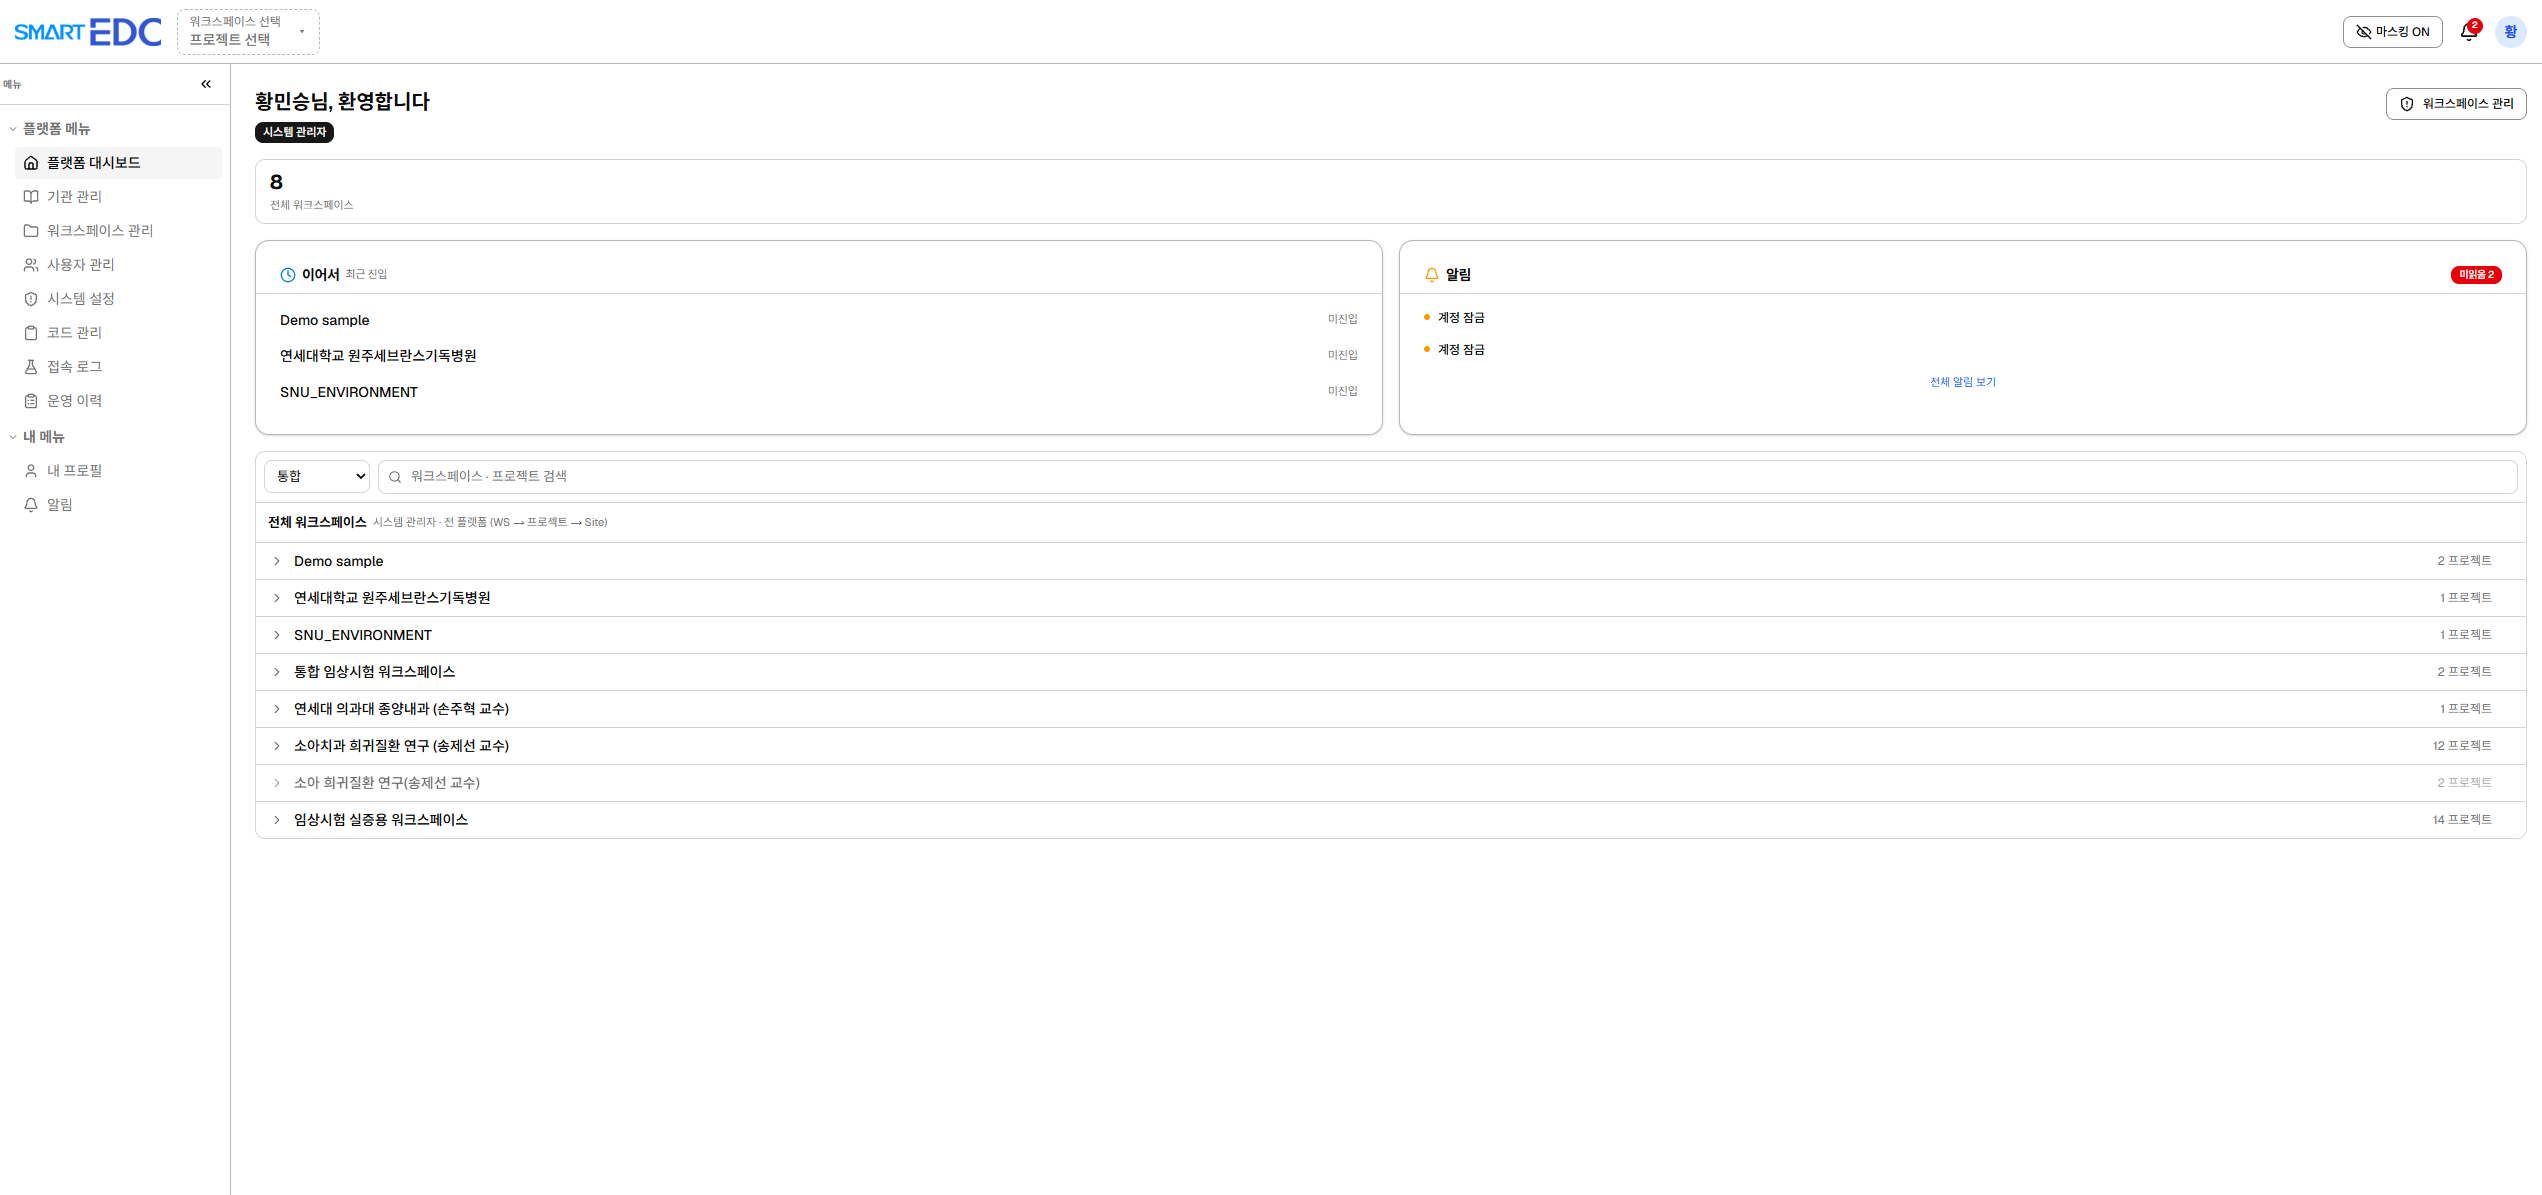 SMART EDC
워크스페이스 선택
프로젝트 선택
마스킹 ON
2
황
메뉴
플랫폼 메뉴
플랫폼 대시보드
기관 관리
워크스페이스 관리
사용자 관리
시스템 설정
코드 관리
접속 로그
운영 이력
내 메뉴
내 프로필
알림
황민승님, 환영합니다
시스템 관리자
워크스페이스 관리
8
전체 워크스페이스
이어서 최근 진입
Demo sample 미진입
연세대학교 원주세브란스기독병원 미진입
SNU_ENVIRONMENT 미진입
알림 미읽음 2
계정 잠금
계정 잠금
전체 알림 보기
통합 워크스페이스 · 프로젝트 검색
전체 워크스페이스 시스템 관리자 · 전 플랫폼 (WS → 프로젝트 → Site)
Demo sample 2 프로젝트
연세대학교 원주세브란스기독병원 1 프로젝트
SNU_ENVIRONMENT 1 프로젝트
통합 임상시험 워크스페이스 2 프로젝트
연세대 의과대 종양내과 (손주혁 교수) 1 프로젝트
소아치과 희귀질환 연구 (송제선 교수) 12 프로젝트
소아 희귀질환 연구(송제선 교수) 2 프로젝트
임상시험 실증용 워크스페이스 14 프로젝트